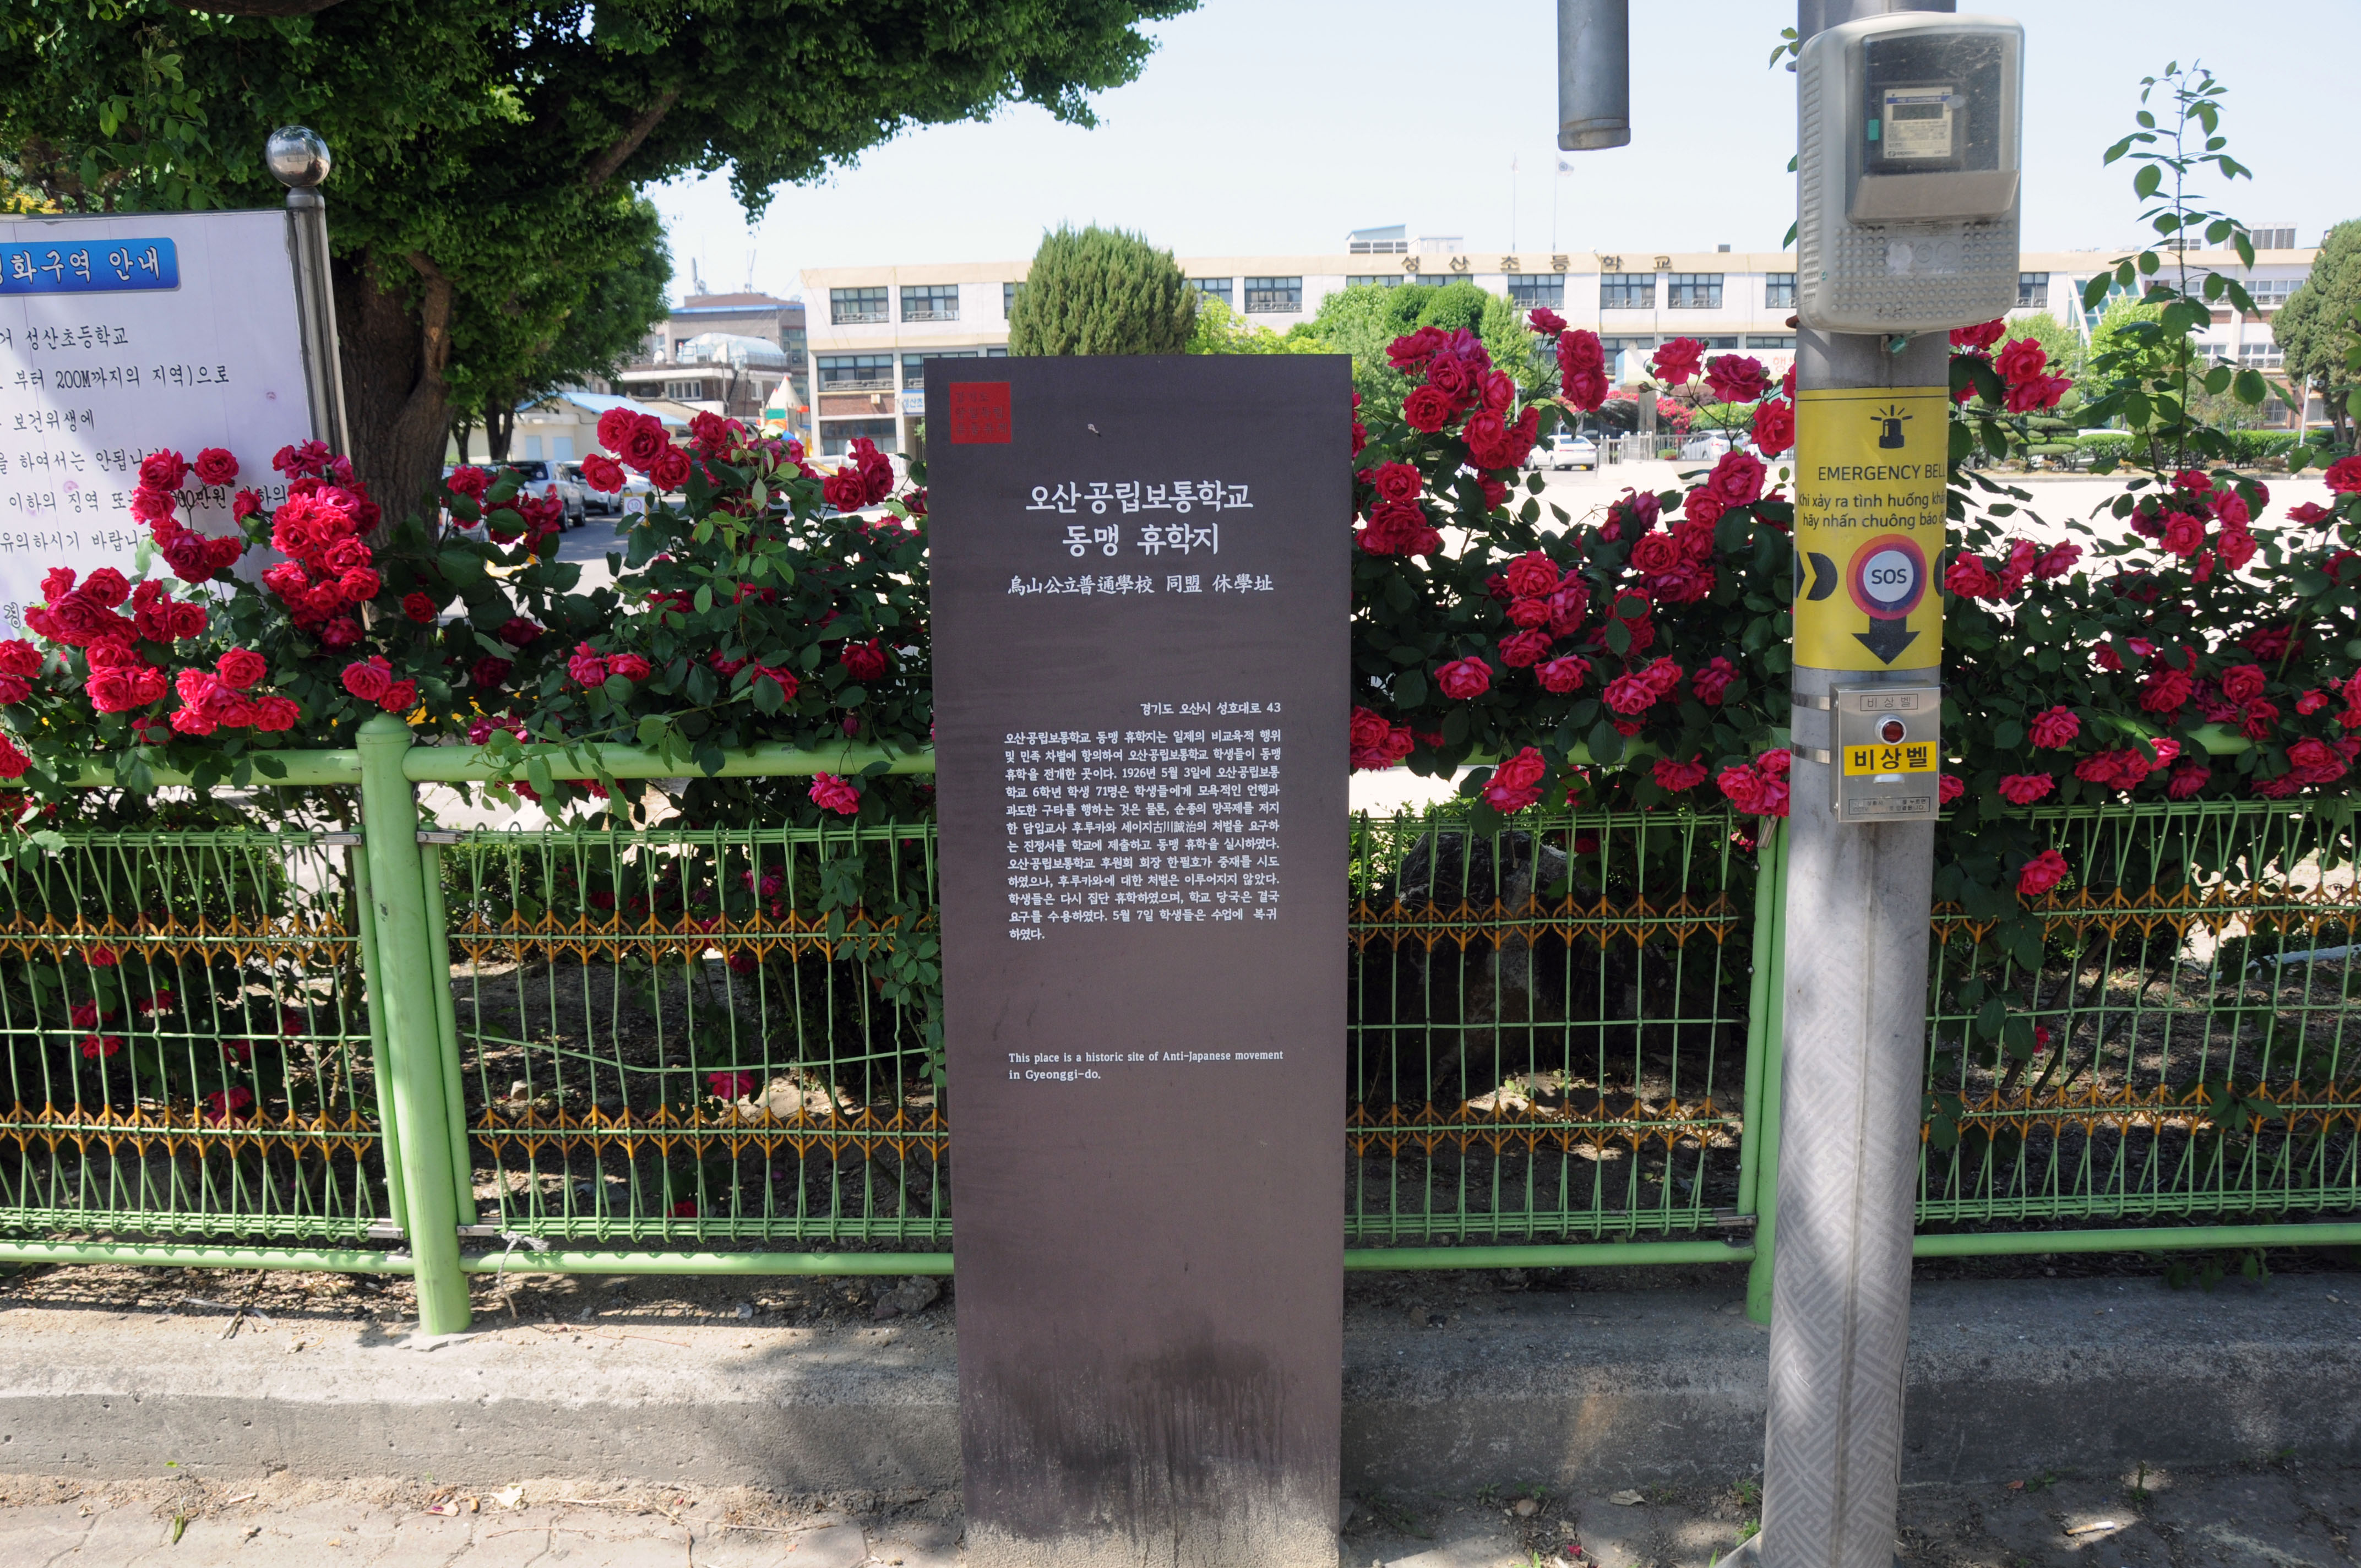 화구역 안내
성산초등학교
부터 200M까지의 지역)으로
보건위생에
하여서는 안됩니
이하의 징역 또
유의하시기 바랍니
성산초등학교
오산공립보통학교
동맹 휴학지
烏山公立普通學校 同盟 休學址
경기도 오산시 성호대로 43
오산공립보통학교 동맹 휴학지는 일제의 비교육적 행위
및 민족 차별에 항의하여 오산공립보통학교 학생들이 동맹
휴학을 전개한 곳이다. 1926년 5월 3일에 오산공립보통
학교 6학년 학생 71명은 학생들에게 모욕적인 언행과
과도한 구타를 행하는 것은 물론, 순종의 망곡제를 저지
한 담임교사 후루카와 세이지古川誠治의 처벌을 요구하
는 진정서를 학교에 제출하고 동맹 휴학을 실시하였다.
오산공립보통학교 후원회 회장 한필호가 중재를 시도
하였으나, 후루카와에 대한 처벌은 이루어지지 않았다.
학생들은 다시 집단 휴학하였으며, 학교 당국은 결국
요구를 수용하였다. 5월 7일 학생들은 수업에 복귀
하였다.
This place is a historic site of Anti-Japanese movement
in Gyeonggi-do.
EMERGENCY BELL
Khi xảy ra tình huống
hãy nhấn chuông báo
SOS
비상벨
비상벨